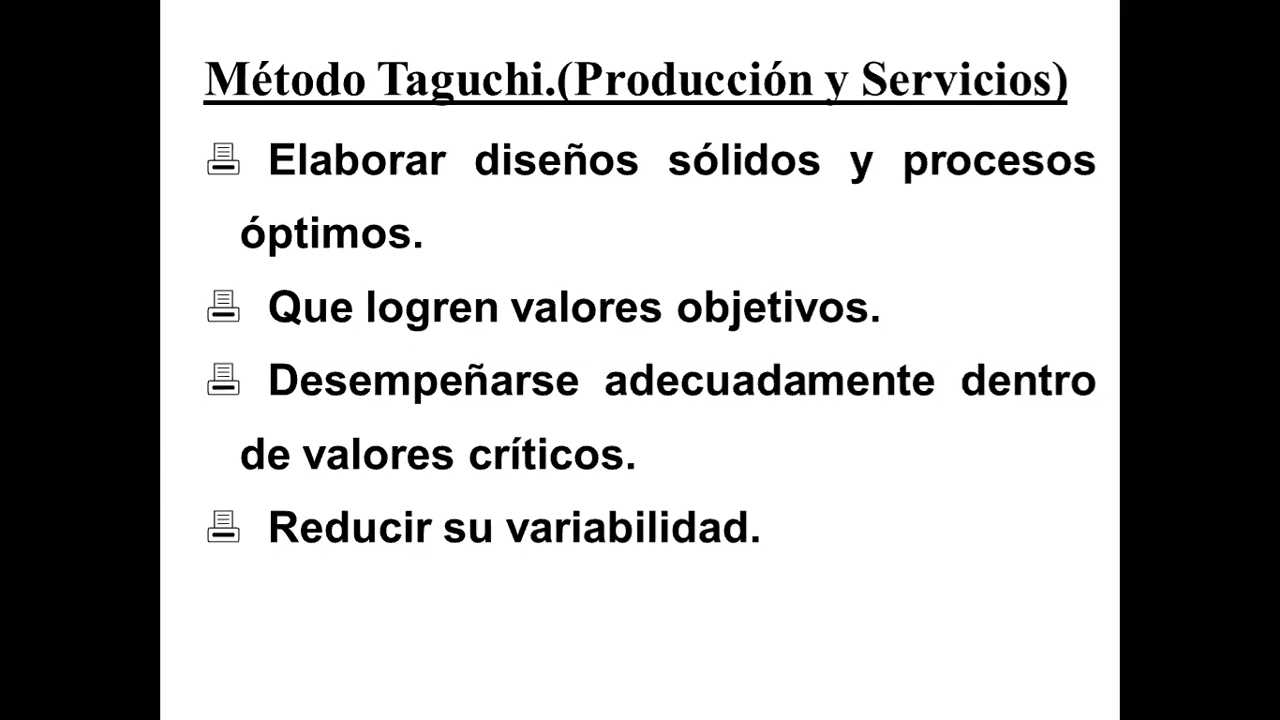 Método Taguchi.(Producción y Servicios)
Elaborar diseños sólidos y procesos
óptimos.
Que logren valores objetivos.
Desempeñarse adecuadamente dentro
de valores críticos.
Reducir su variabilidad.